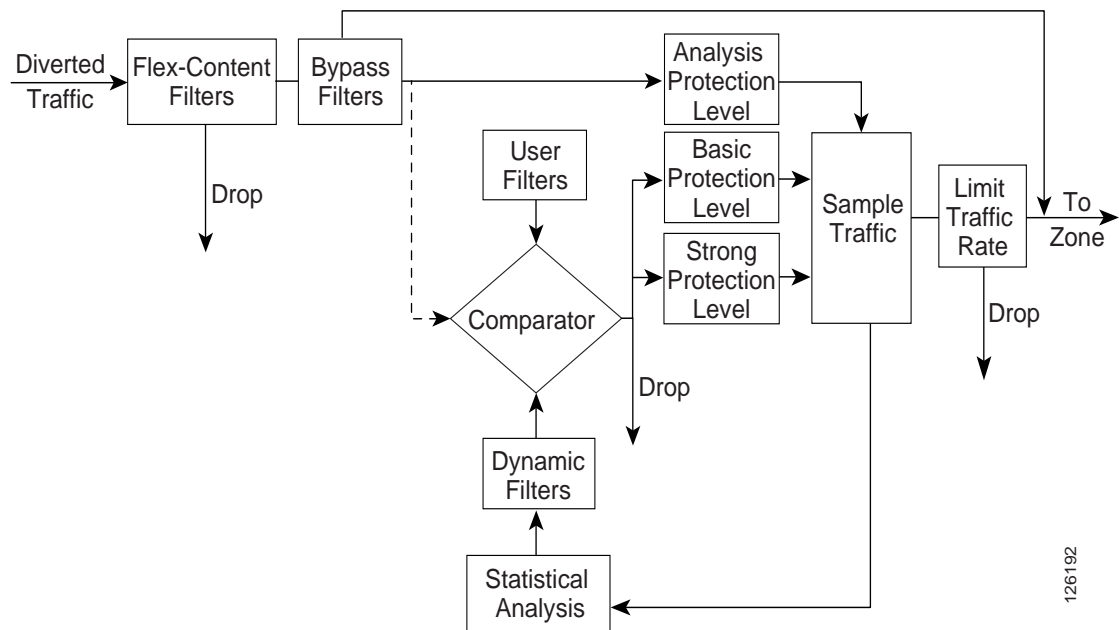 Diverted
Traffic
Flex-Content
Filters
Bypass
Filters
Analysis
Protection
Level
User
Filters
Basic
Protection
Level
Sample
Traffic
Limit
Traffic
Rate
To
Zone
Drop
Strong
Protection
Level
Comparator
Drop
Drop
Dynamic
Filters
Statistical
Analysis
126192